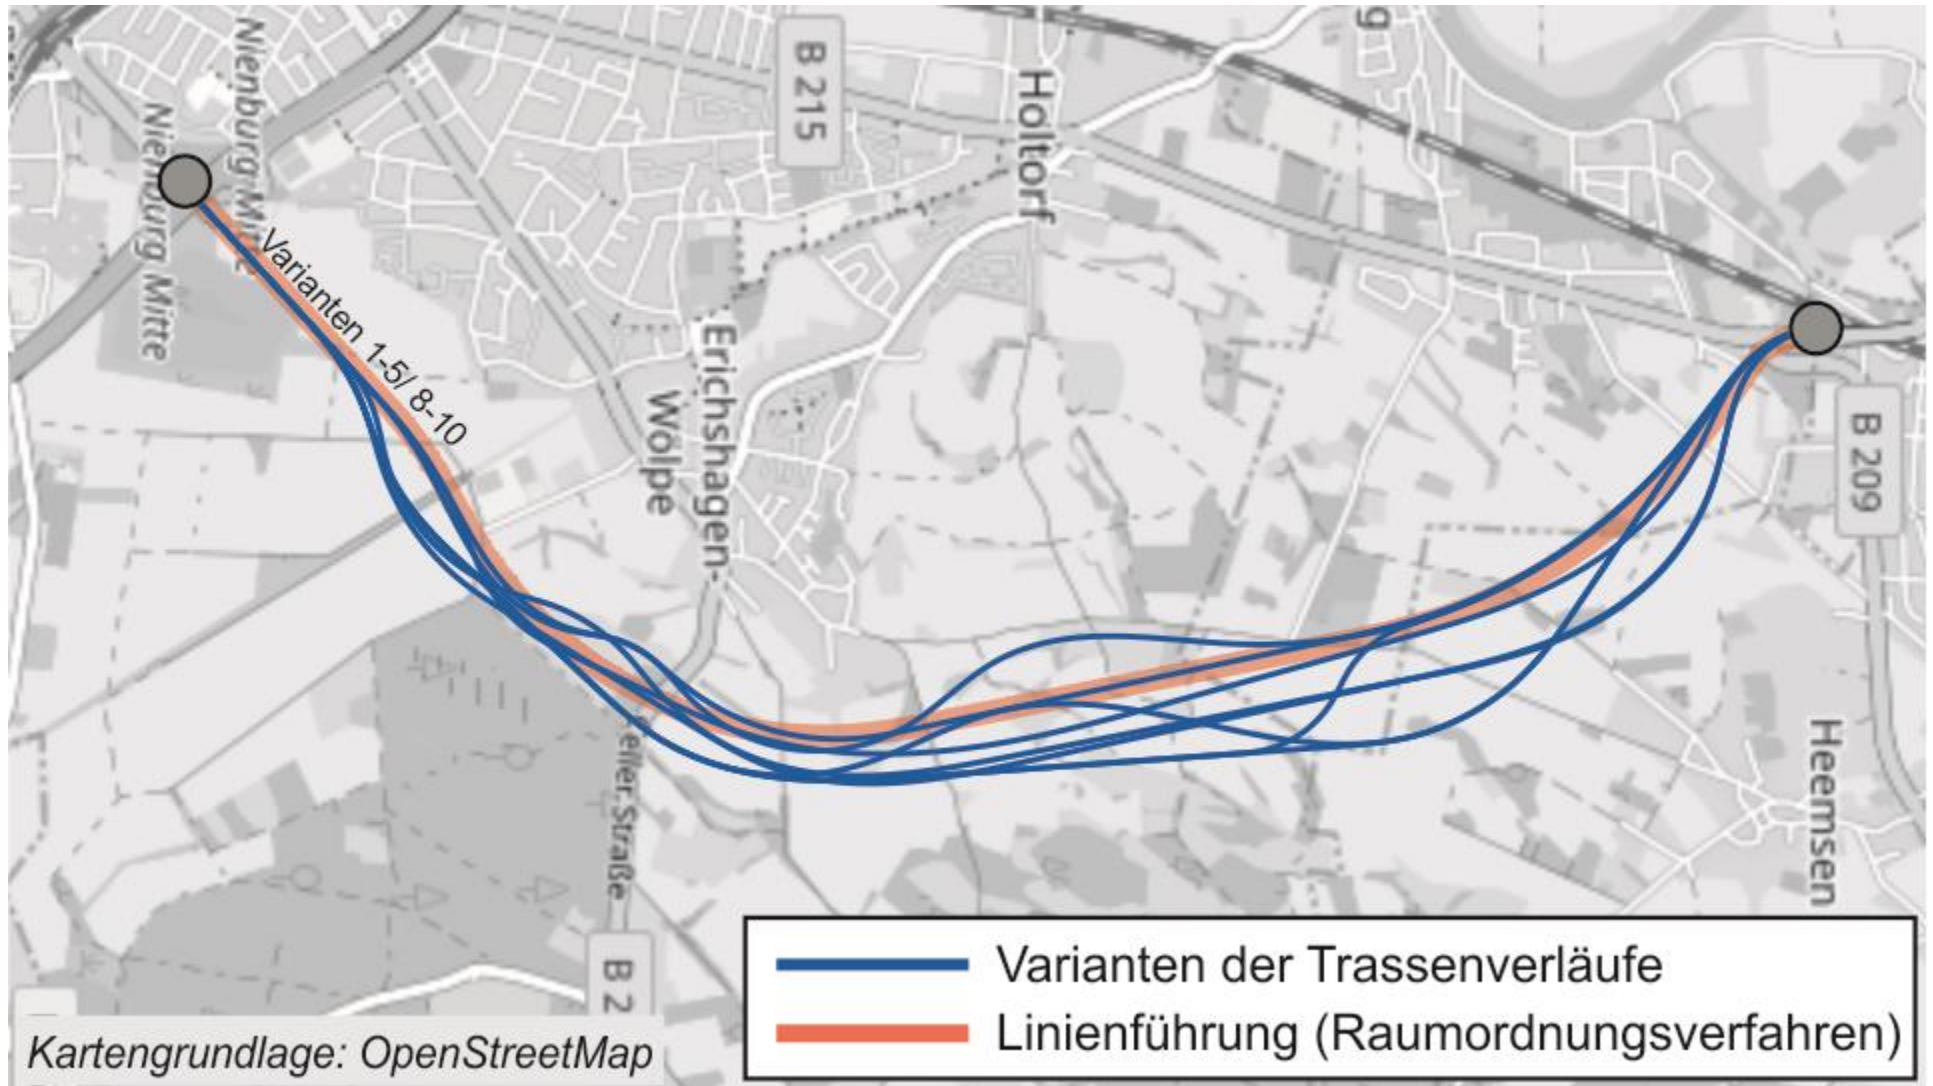 Nienburg Mitte
Nienburg Mitte
B 215
Holtorf
g
Varianten 1-5/ 8-10
Erichshagen-
Wölpe
B 209
Heemsen
Straße
B 2
Varianten der Trassenverläufe
Linienführung (Raumordnungsverfahren)
Kartengrundlage: OpenStreetMap